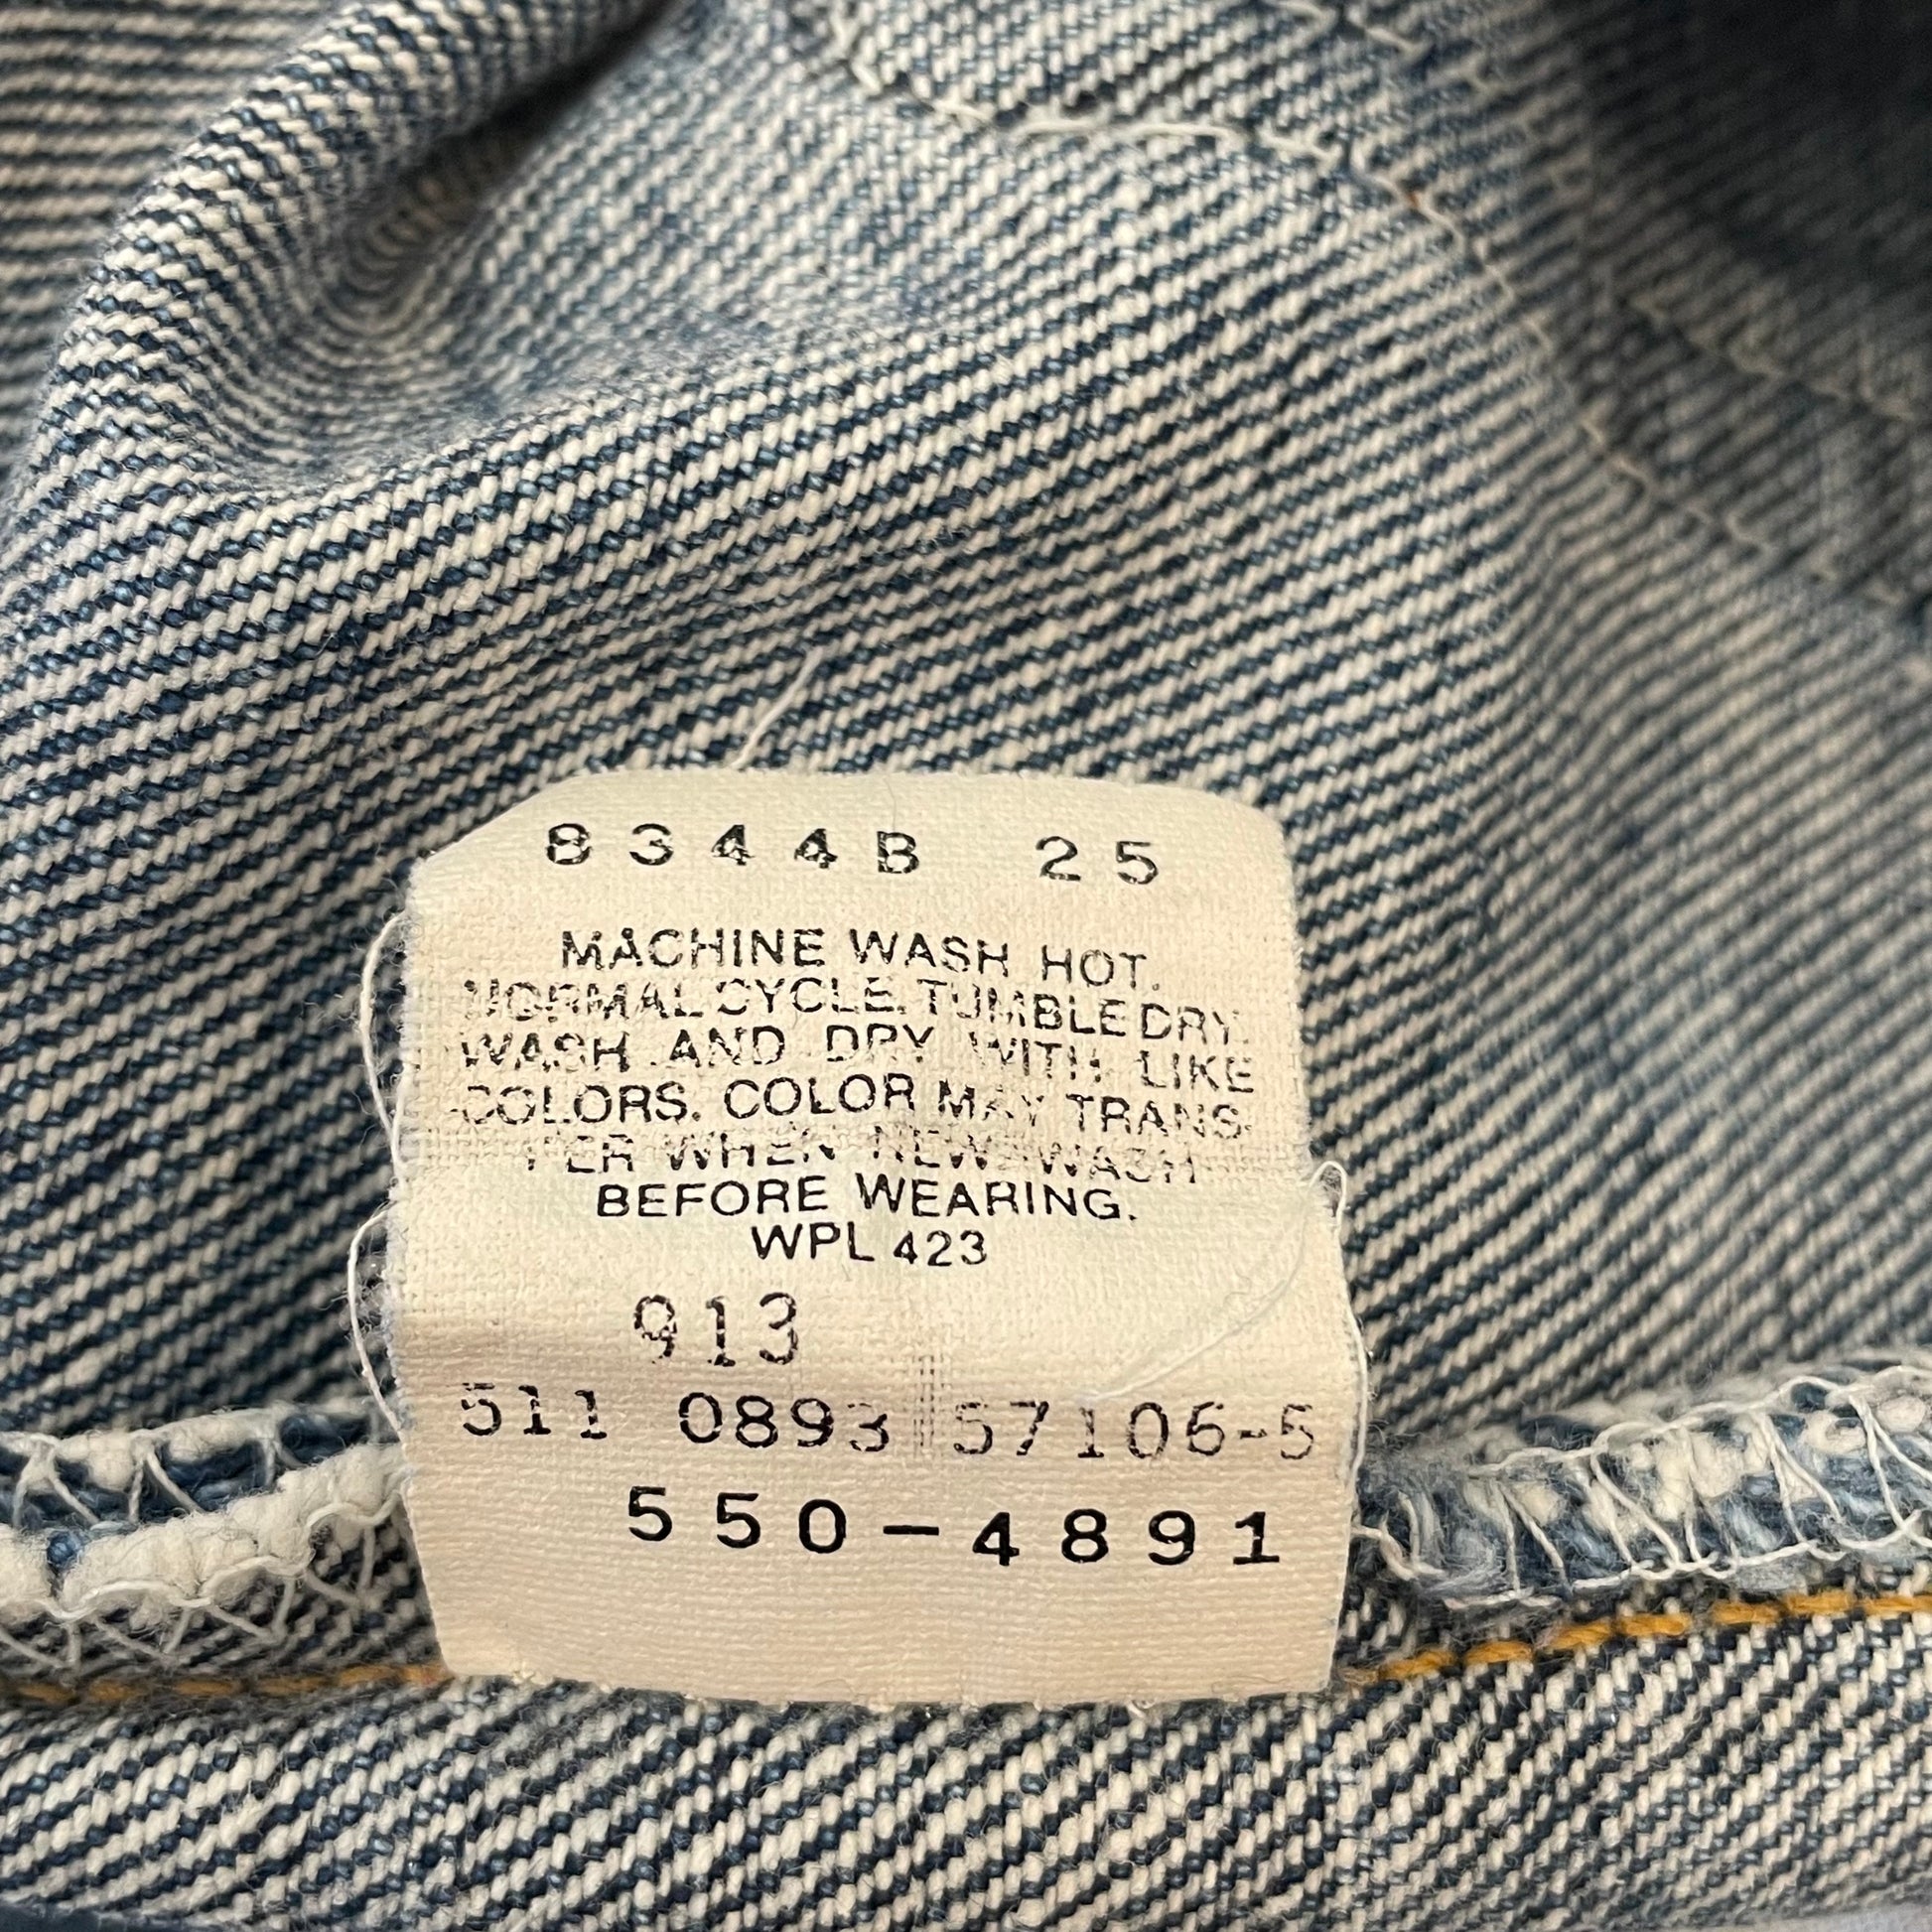 8344B 25
MACHINE WASH HOT.
NORMAL CYCLE. TUMBLE DRY.
WASH AND DRY WITH LIKE
COLORS. COLOR MAY TRANS-
FER WHEN NEW-WASH
BEFORE WEARING.
WPL 423
913
511 0893 57106-5
550-4891